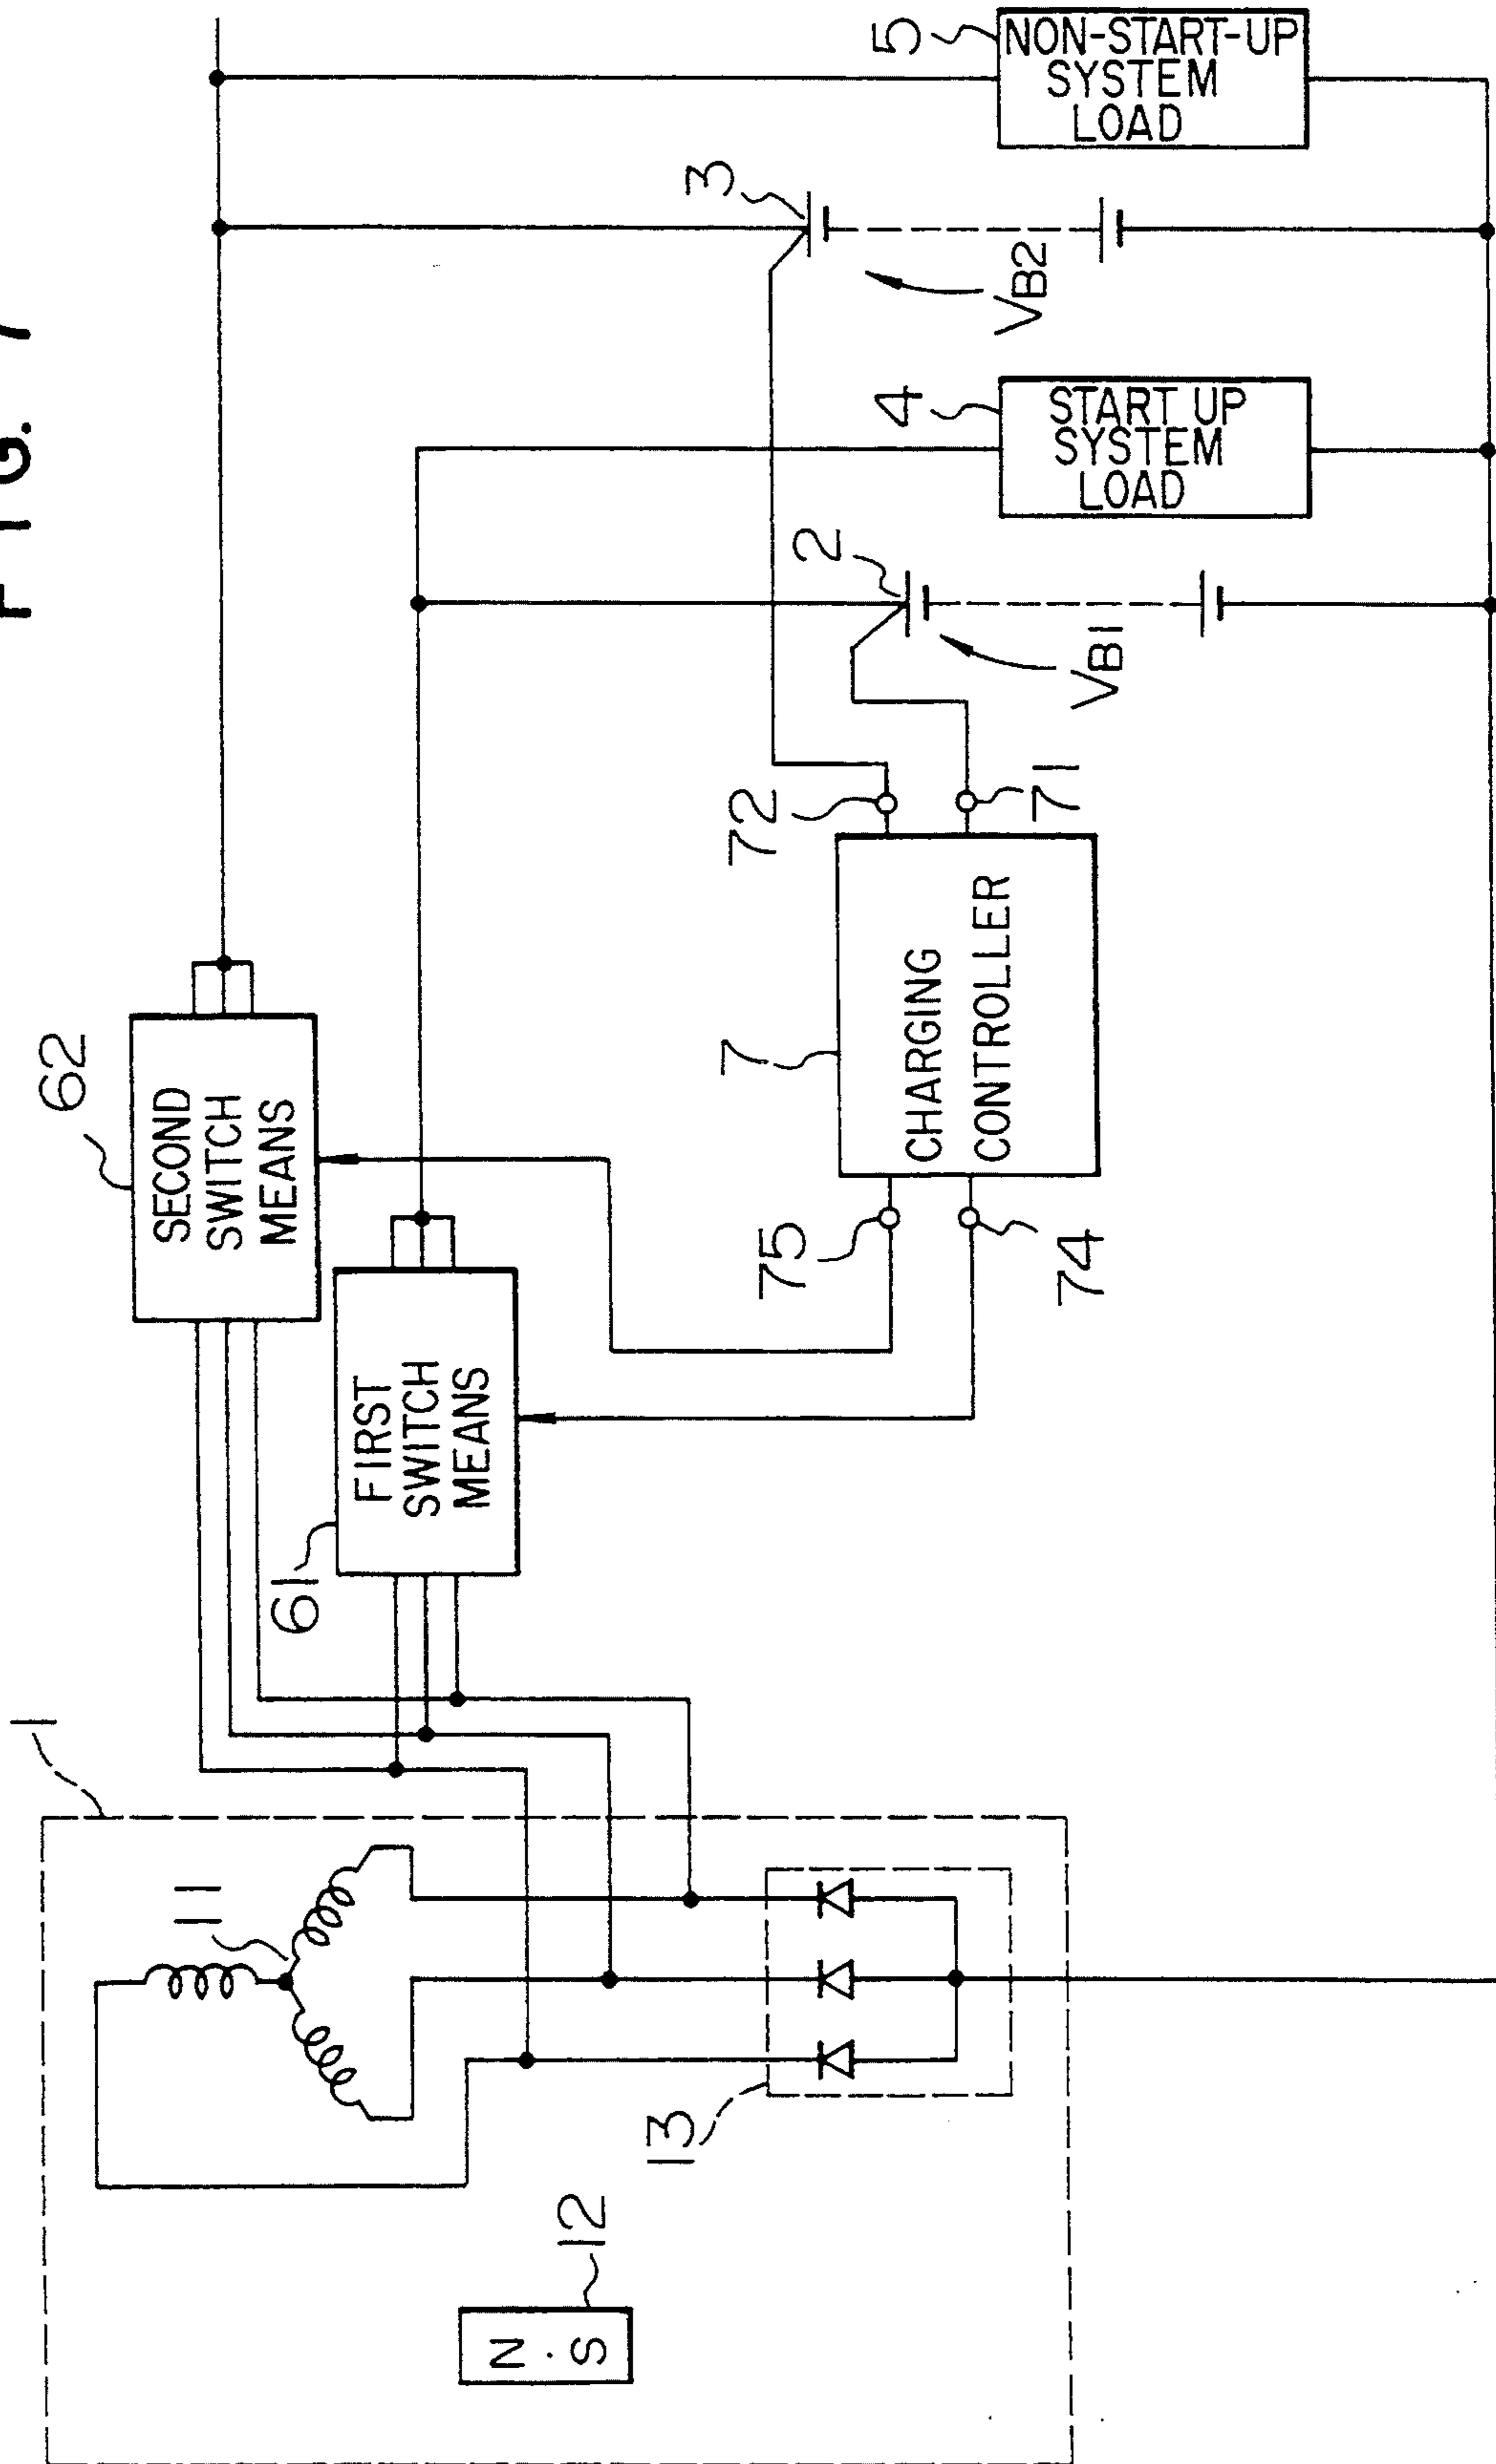 FIG. 7
1
11
12
N · S
13
61
FIRST
SWITCH
MEANS
62
SECOND
SWITCH
MEANS
75
74
7
CHARGING
CONTROLLER
72
71
2
VB1
4
START UP
SYSTEM
LOAD
3
VB2
5
NON-START-UP
SYSTEM
LOAD